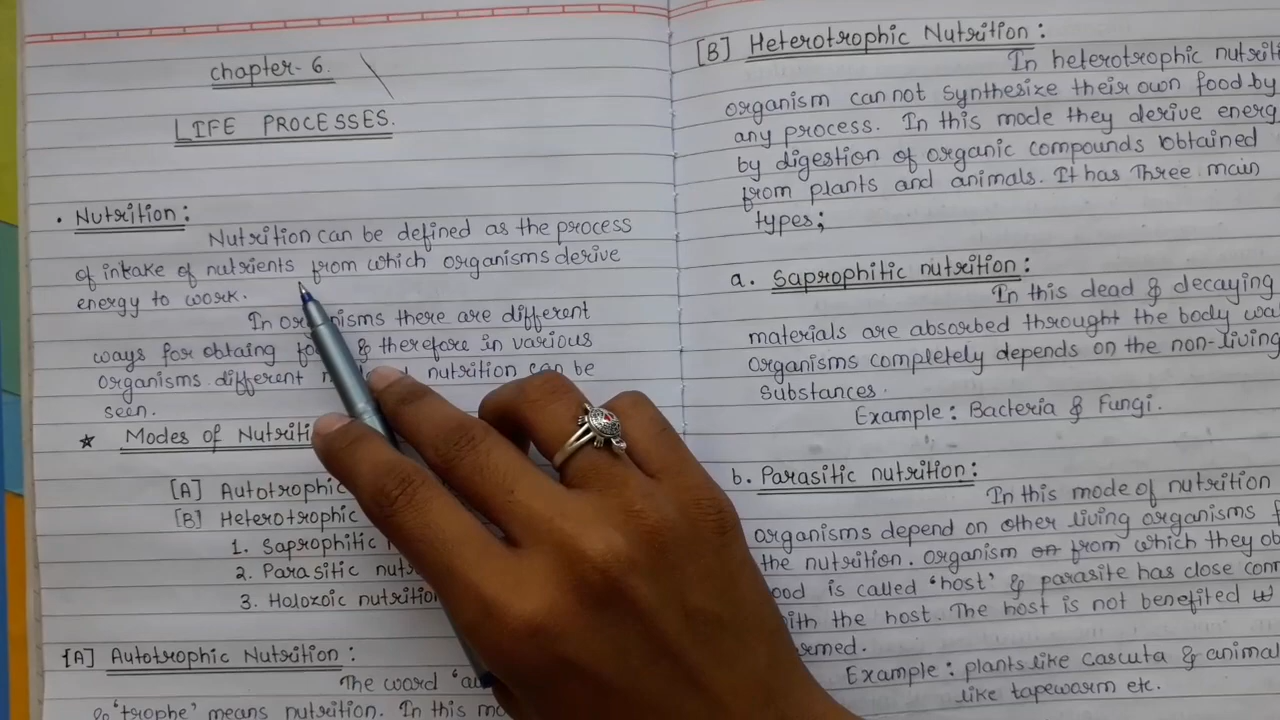 chapter-6.
LIFE PROCESSES.
• Nutrition:
Nutrition can be defined as the process
of intake of nutrients from which organisms derive
energy to work.
In organisms there are different
ways for obtaing & therefore in various
organisms different nutrition can be
seen.
★ Modes of
[A] Autotrophic
[B] Heterotrophic
1. Saprophitic
2. Parasitic
3. Holozoic
[A] Autotrophic Nutrition:
The word
'trophe' means nutrition. In this
[B] Heterotrophic Nutrition:
In heterotrophic
organism cannot synthesize their own food by
any process. In this mode they derive
by digestion of organic compounds obtained
from plants and animals. It has Three main
types;
a. Saprophitic nutrition:
In this dead & decaying
materials are absorbed throught the body
organisms completely depends on the non-living
substances.
Example: Bacteria & Fungi.
b. Parasitic nutrition:
In this mode of nutrition
organisms depend on other living organisms
the nutrition. Organism from which they
is called 'host' & parasite has close
the host. The host is not benefited
Example: plants like cascuta &
like tapewarm etc.